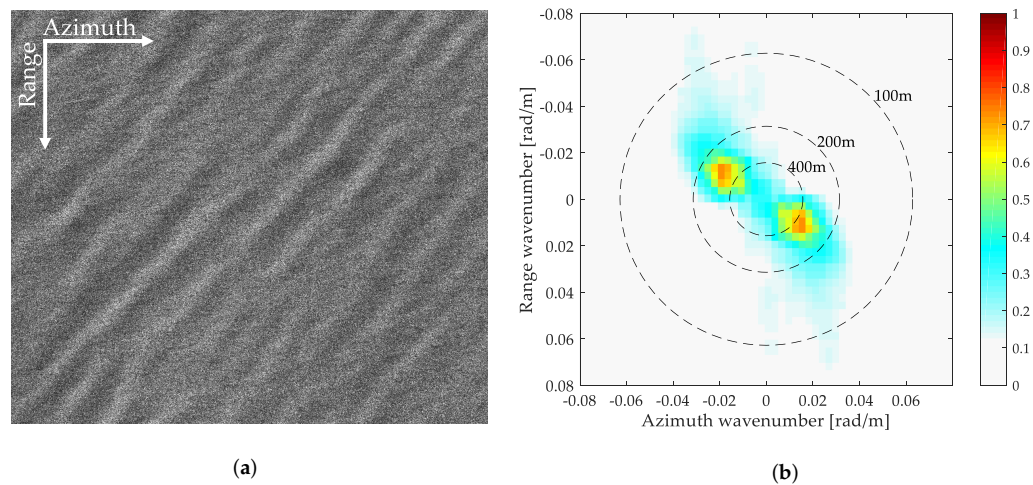 Azimuth
Range
(a)
-0.08
-0.06
-0.04
-0.02
0
0.02
0.04
0.06
0.08
Range wavenumber [rad/m]
100m
200m
400m
-0.08 -0.06 -0.04 -0.02 0 0.02 0.04 0.06
Azimuth wavenumber [rad/m]
1
0.9
0.8
0.7
0.6
0.5
0.4
0.3
0.2
0.1
0
(b)